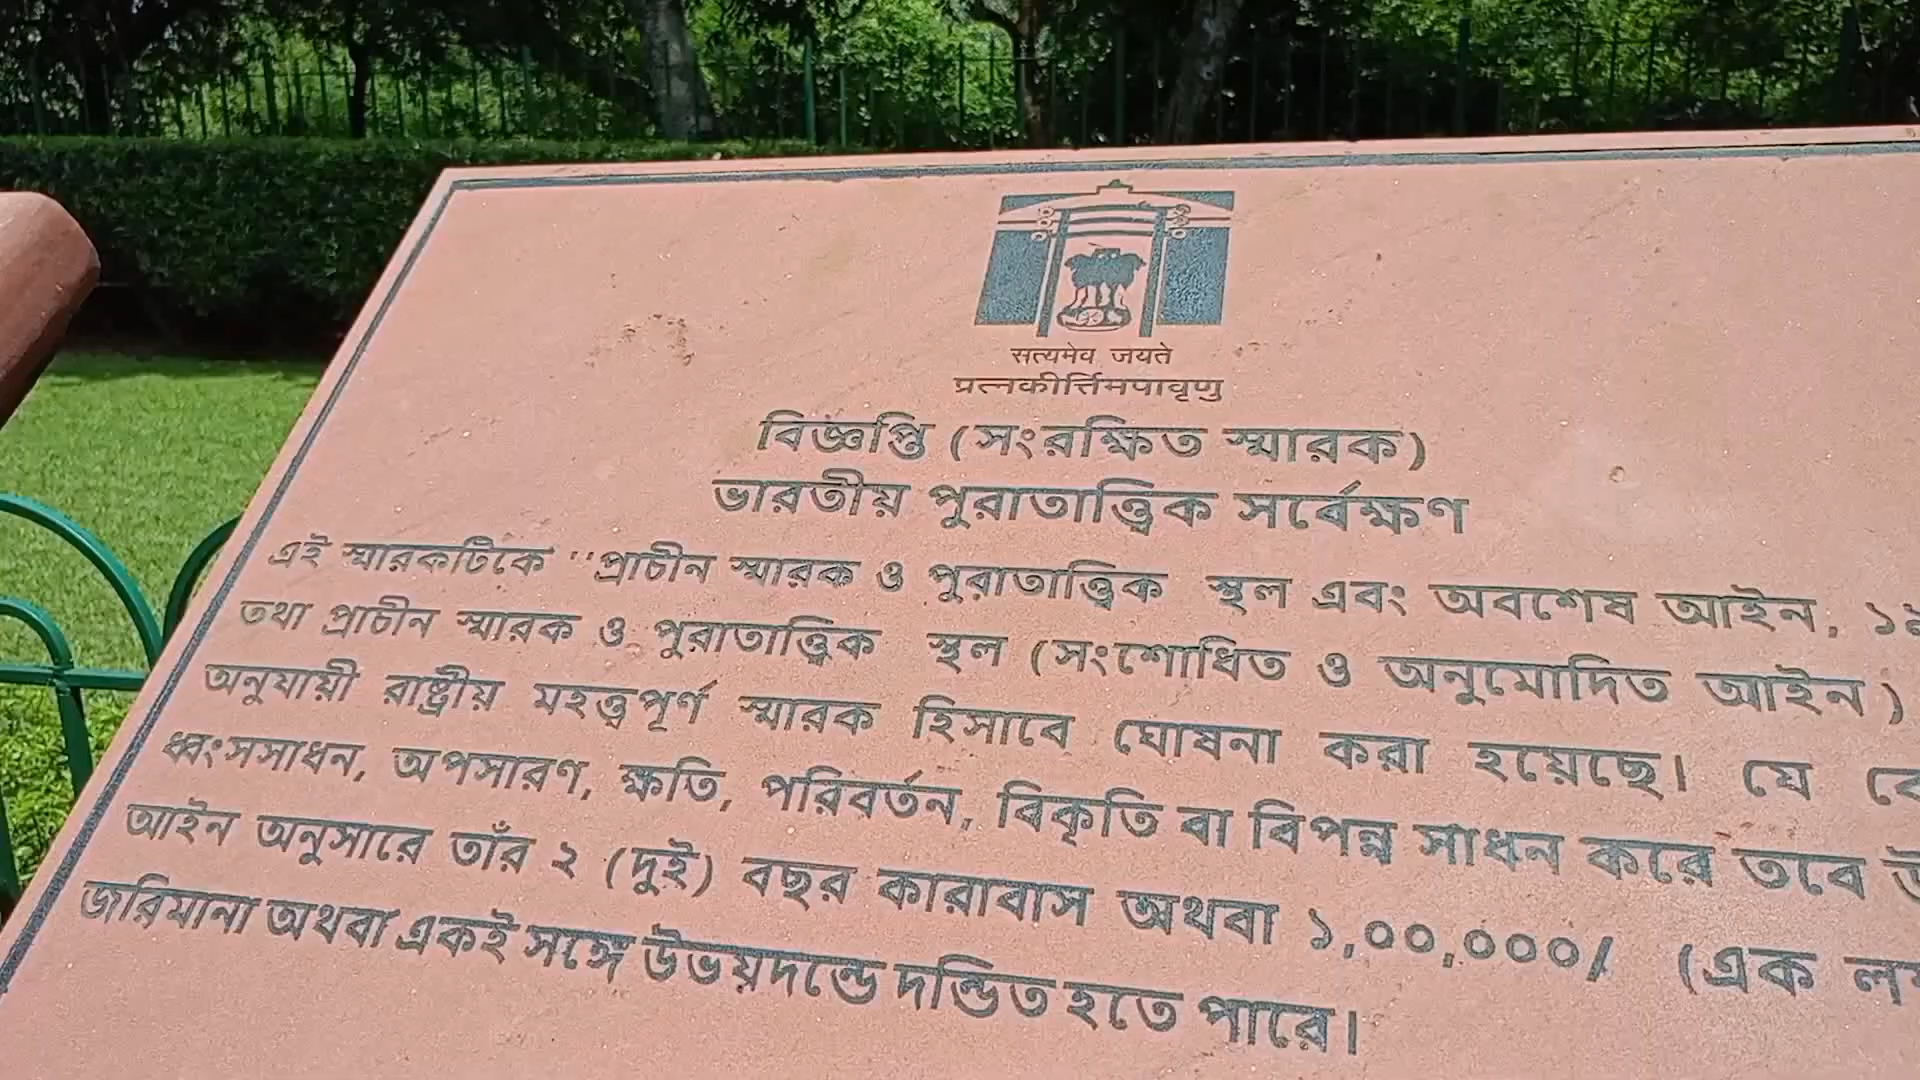 सत्यमेव जयते
प्रत्नकीर्त्तिमपावृणु
বিজ্ঞপ্তি (সংরক্ষিত স্মারক)
ভারতীয় পুরাতাত্ত্বিক সর্বেক্ষণ
এই স্মারকটিকে "প্রাচীন স্মারক ও পুরাতাত্ত্বিক স্থল এবং অবশেষ আইন,
তথা প্রাচীন স্মারক ও পুরাতাত্ত্বিক স্থল (সংশোধিত ও অনুমোদিত আইন)
অনুযায়ী রাষ্ট্রীয় মহত্ত্বপূর্ণ স্মারক হিসাবে ঘোষনা করা হয়েছে। যে
ধ্বংসসাধন, অপসারণ, ক্ষতি, পরিবর্তন, বিকৃতি বা বিপন্ন সাধন করে তবে
আইন অনুসারে তাঁর ২ (দুই) বছর কারাবাস অথবা ১,০০,০০০/ (এক
জরিমানা অথবা একই সঙ্গে উভয়দন্ডে দন্ডিত হতে পারে।